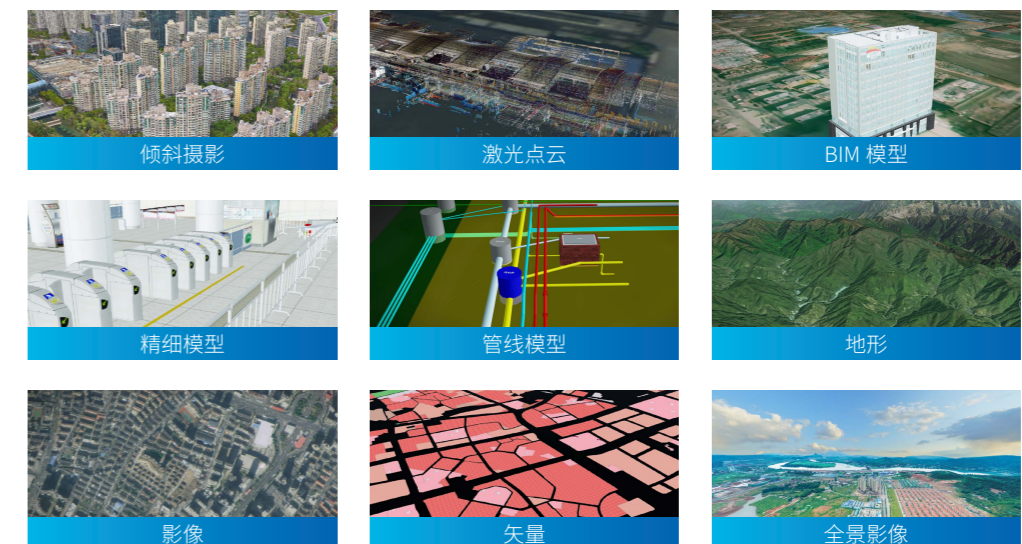 倾斜摄影
激光点云
BIM 模型
精细模型
管线模型
地形
影像
矢量
全景影像